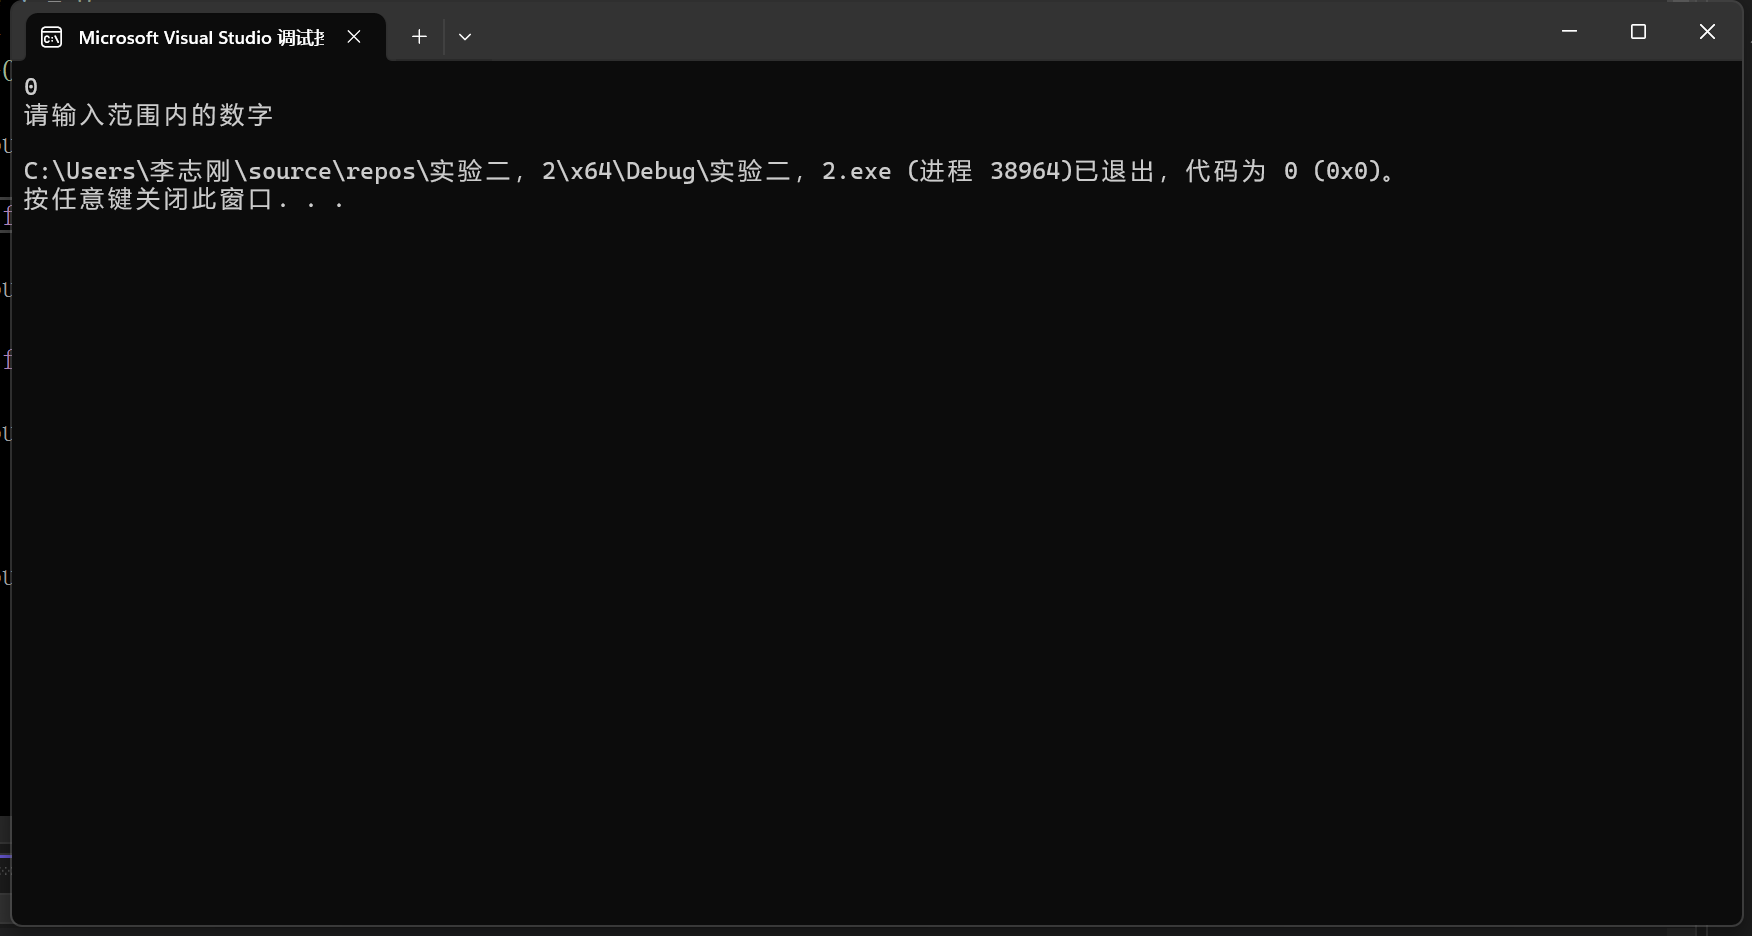 Microsoft Visual Studio 调试
0
请输入范围内的数字
C:\Users\李志刚\source\repos\实验二，2\x64\Debug\实验二，2.exe (进程 38964)已退出，代码为 0 (0x0)。
按任意键关闭此窗口. . .